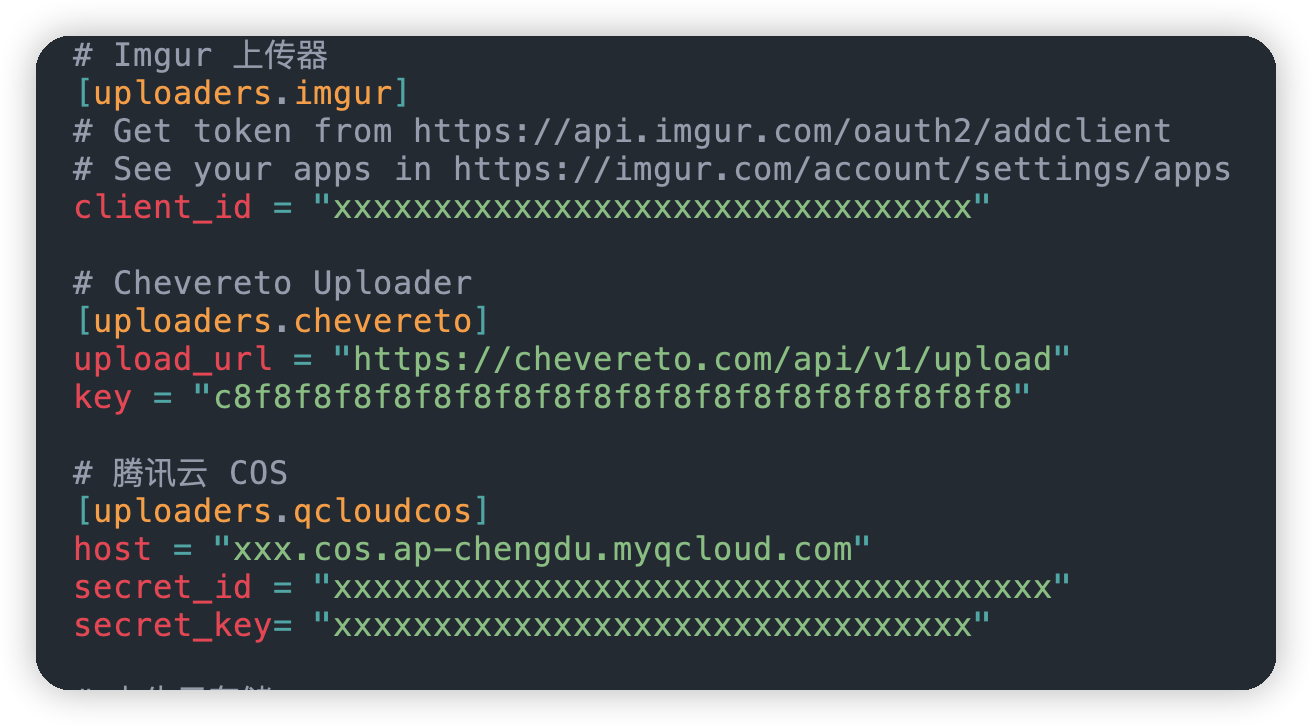 # Imgur 上传器
[uploaders.imgur]
# Get token from https://api.imgur.com/oauth2/addclient
# See your apps in https://imgur.com/account/settings/apps
client_id = "xxxxxxxxxxxxxxxxxxxxxxxxxxxxxxxx"
# Chevereto Uploader
[uploaders.chevereto]
upload_url = "https://chevereto.com/api/v1/upload"
key = "c8f8f8f8f8f8f8f8f8f8f8f8f8f8f8f8f8f8f8f8"
# 腾讯云 COS
[uploaders.qcloudcos]
host = "xxx.cos.ap-chengdu.myqcloud.com"
secret_id = "xxxxxxxxxxxxxxxxxxxxxxxxxxxxxxxxxxxx"
secret_key= "xxxxxxxxxxxxxxxxxxxxxxxxxxxxxxxx"